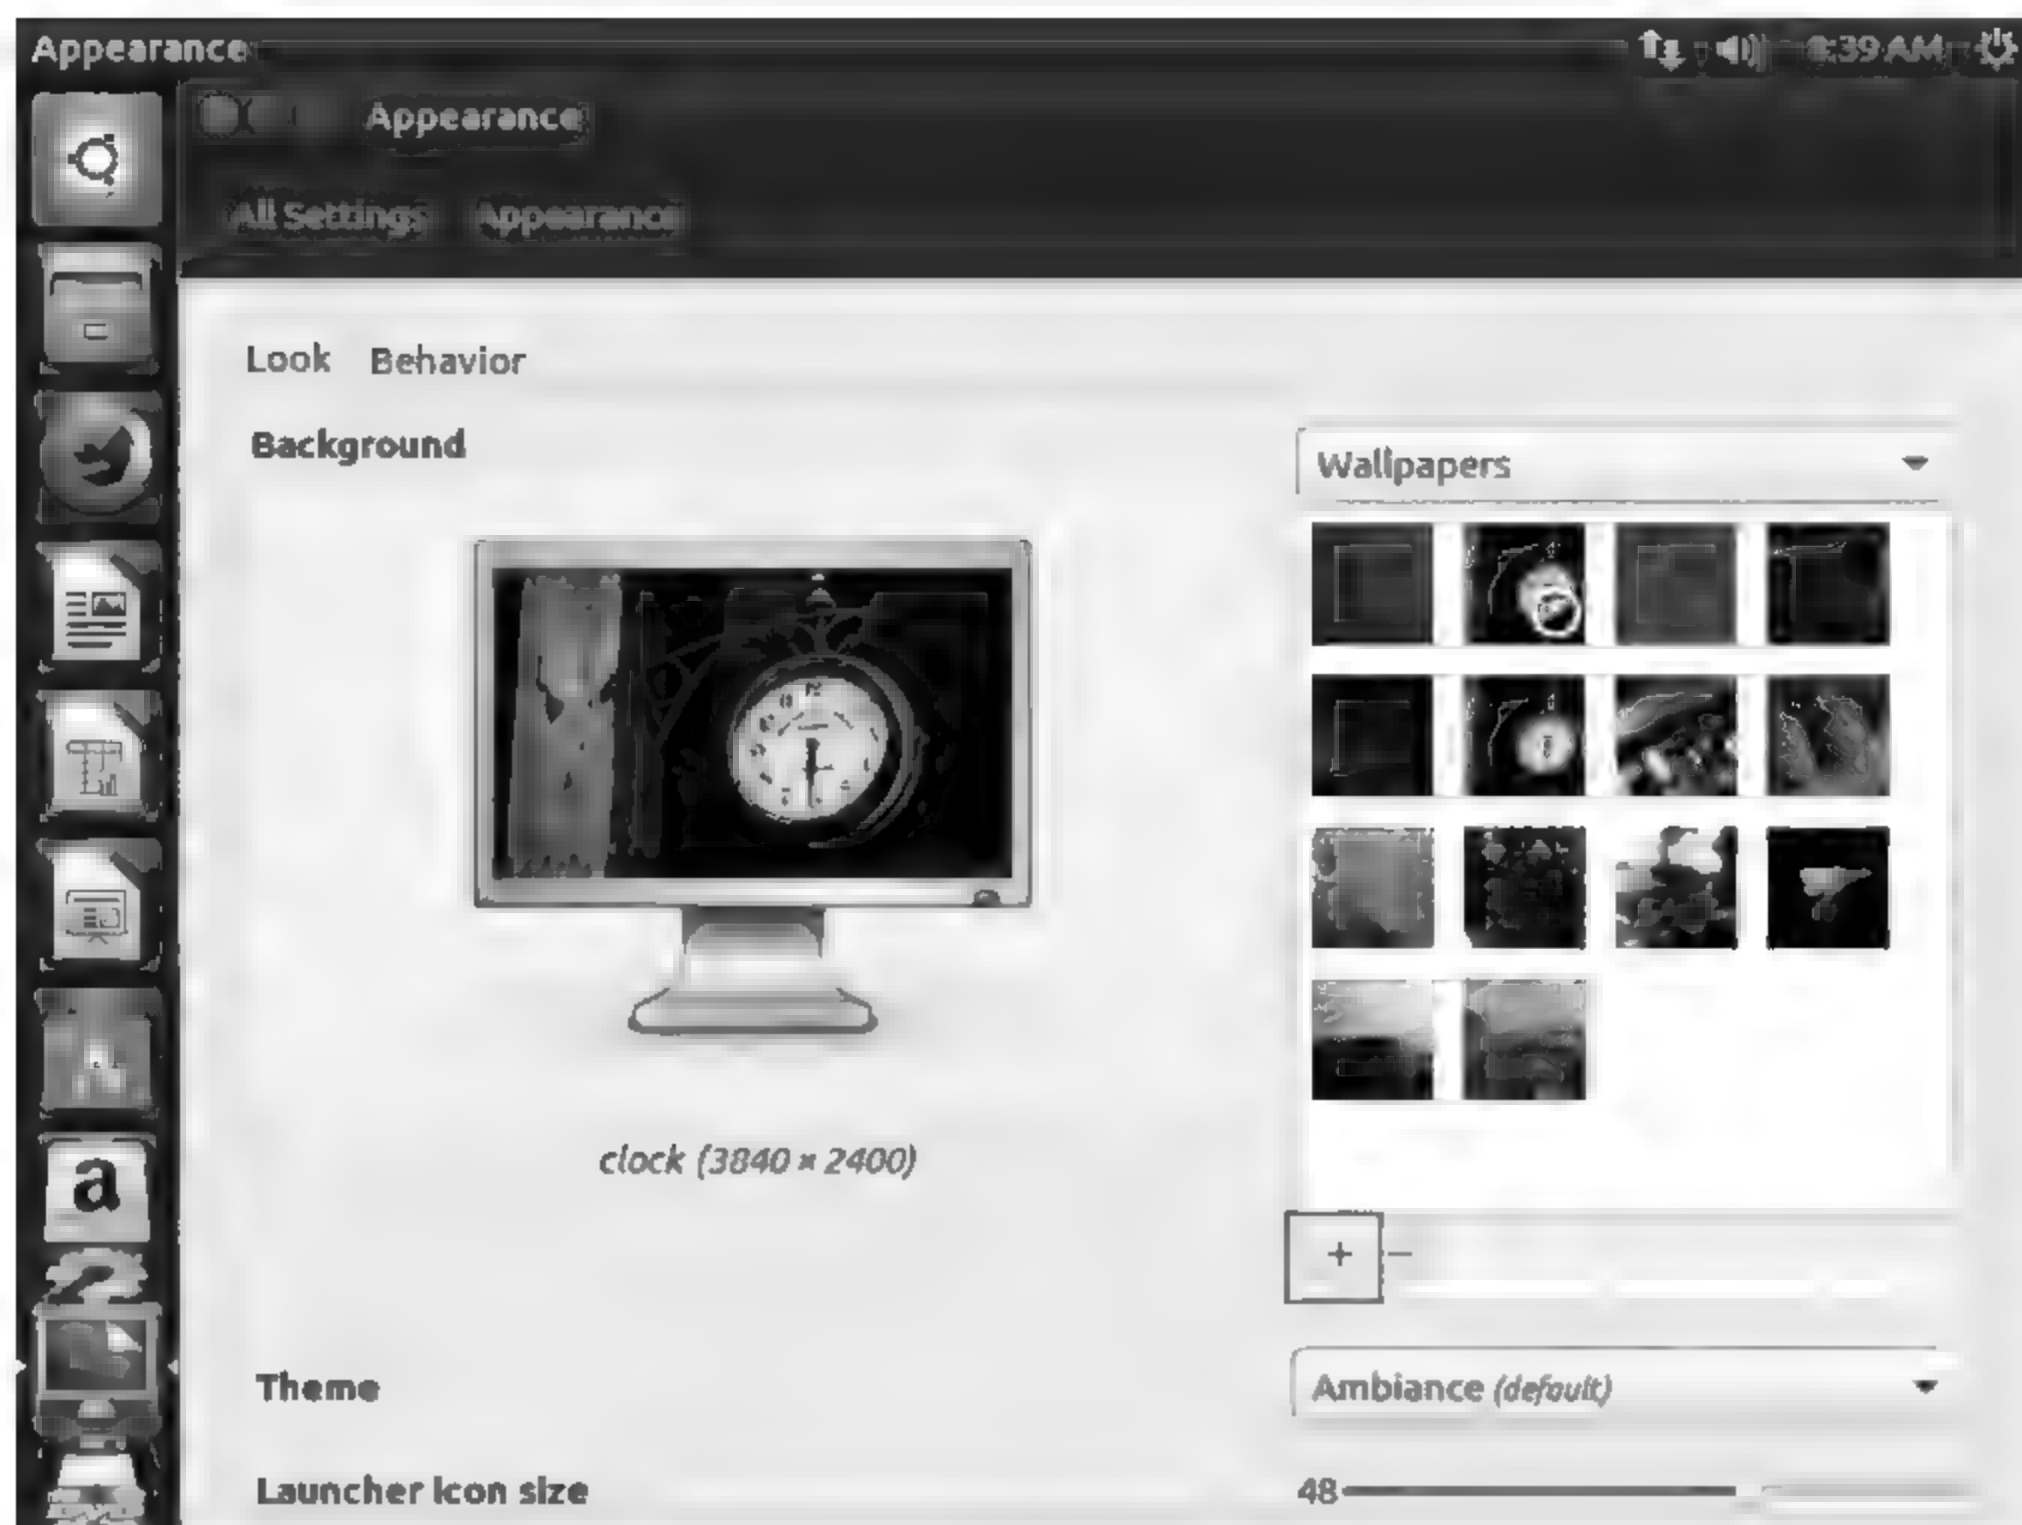 Appearance
Appearance
All Settings Appearance
Look Behavior
Background
Wallpapers
clock (3840 × 2400)
+ −
Theme
Ambiance (default)
Launcher icon size
48
a